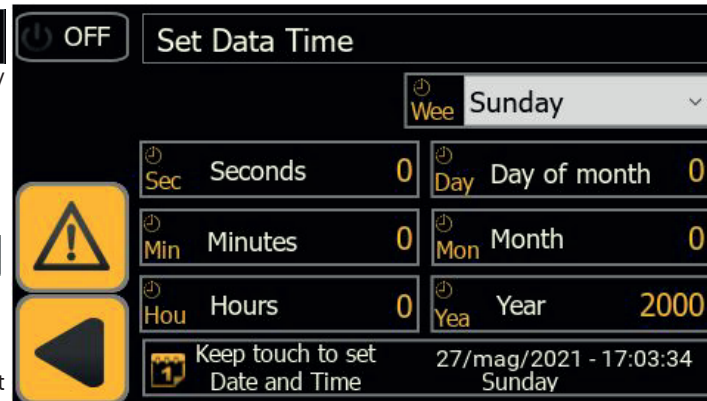 OFF
Set Data Time
Wee Sunday
Sec Seconds 0
Day Day of month 0
Min Minutes 0
Mon Month 0
Hou Hours 0
Yea Year 2000
1
Keep touch to set
Date and Time
27/mag/2021 - 17:03:34
Sunday
t